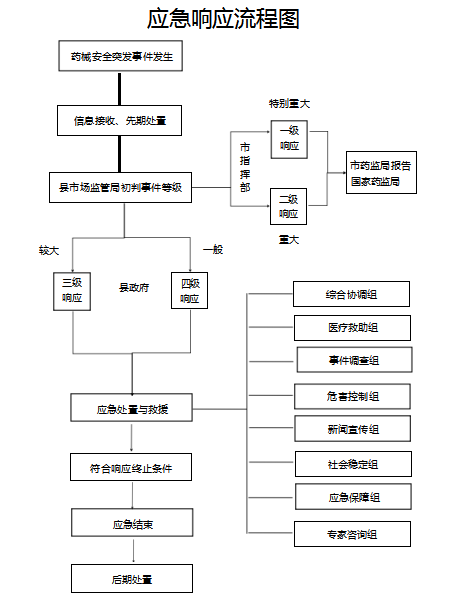 应急响应流程图
药械安全突发事件发生
信息接收、先期处置
县市场监管局初判事件等级
市
指
挥
部
特别重大
一级
响应
二级
响应
重大
市药监局报告
国家药监局
较大
一般
三级
响应
县政府
四级
响应
应急处置与救援
符合响应终止条件
应急结束
后期处置
综合协调组
医疗救助组
事件调查组
危害控制组
新闻宣传组
社会稳定组
应急保障组
专家咨询组